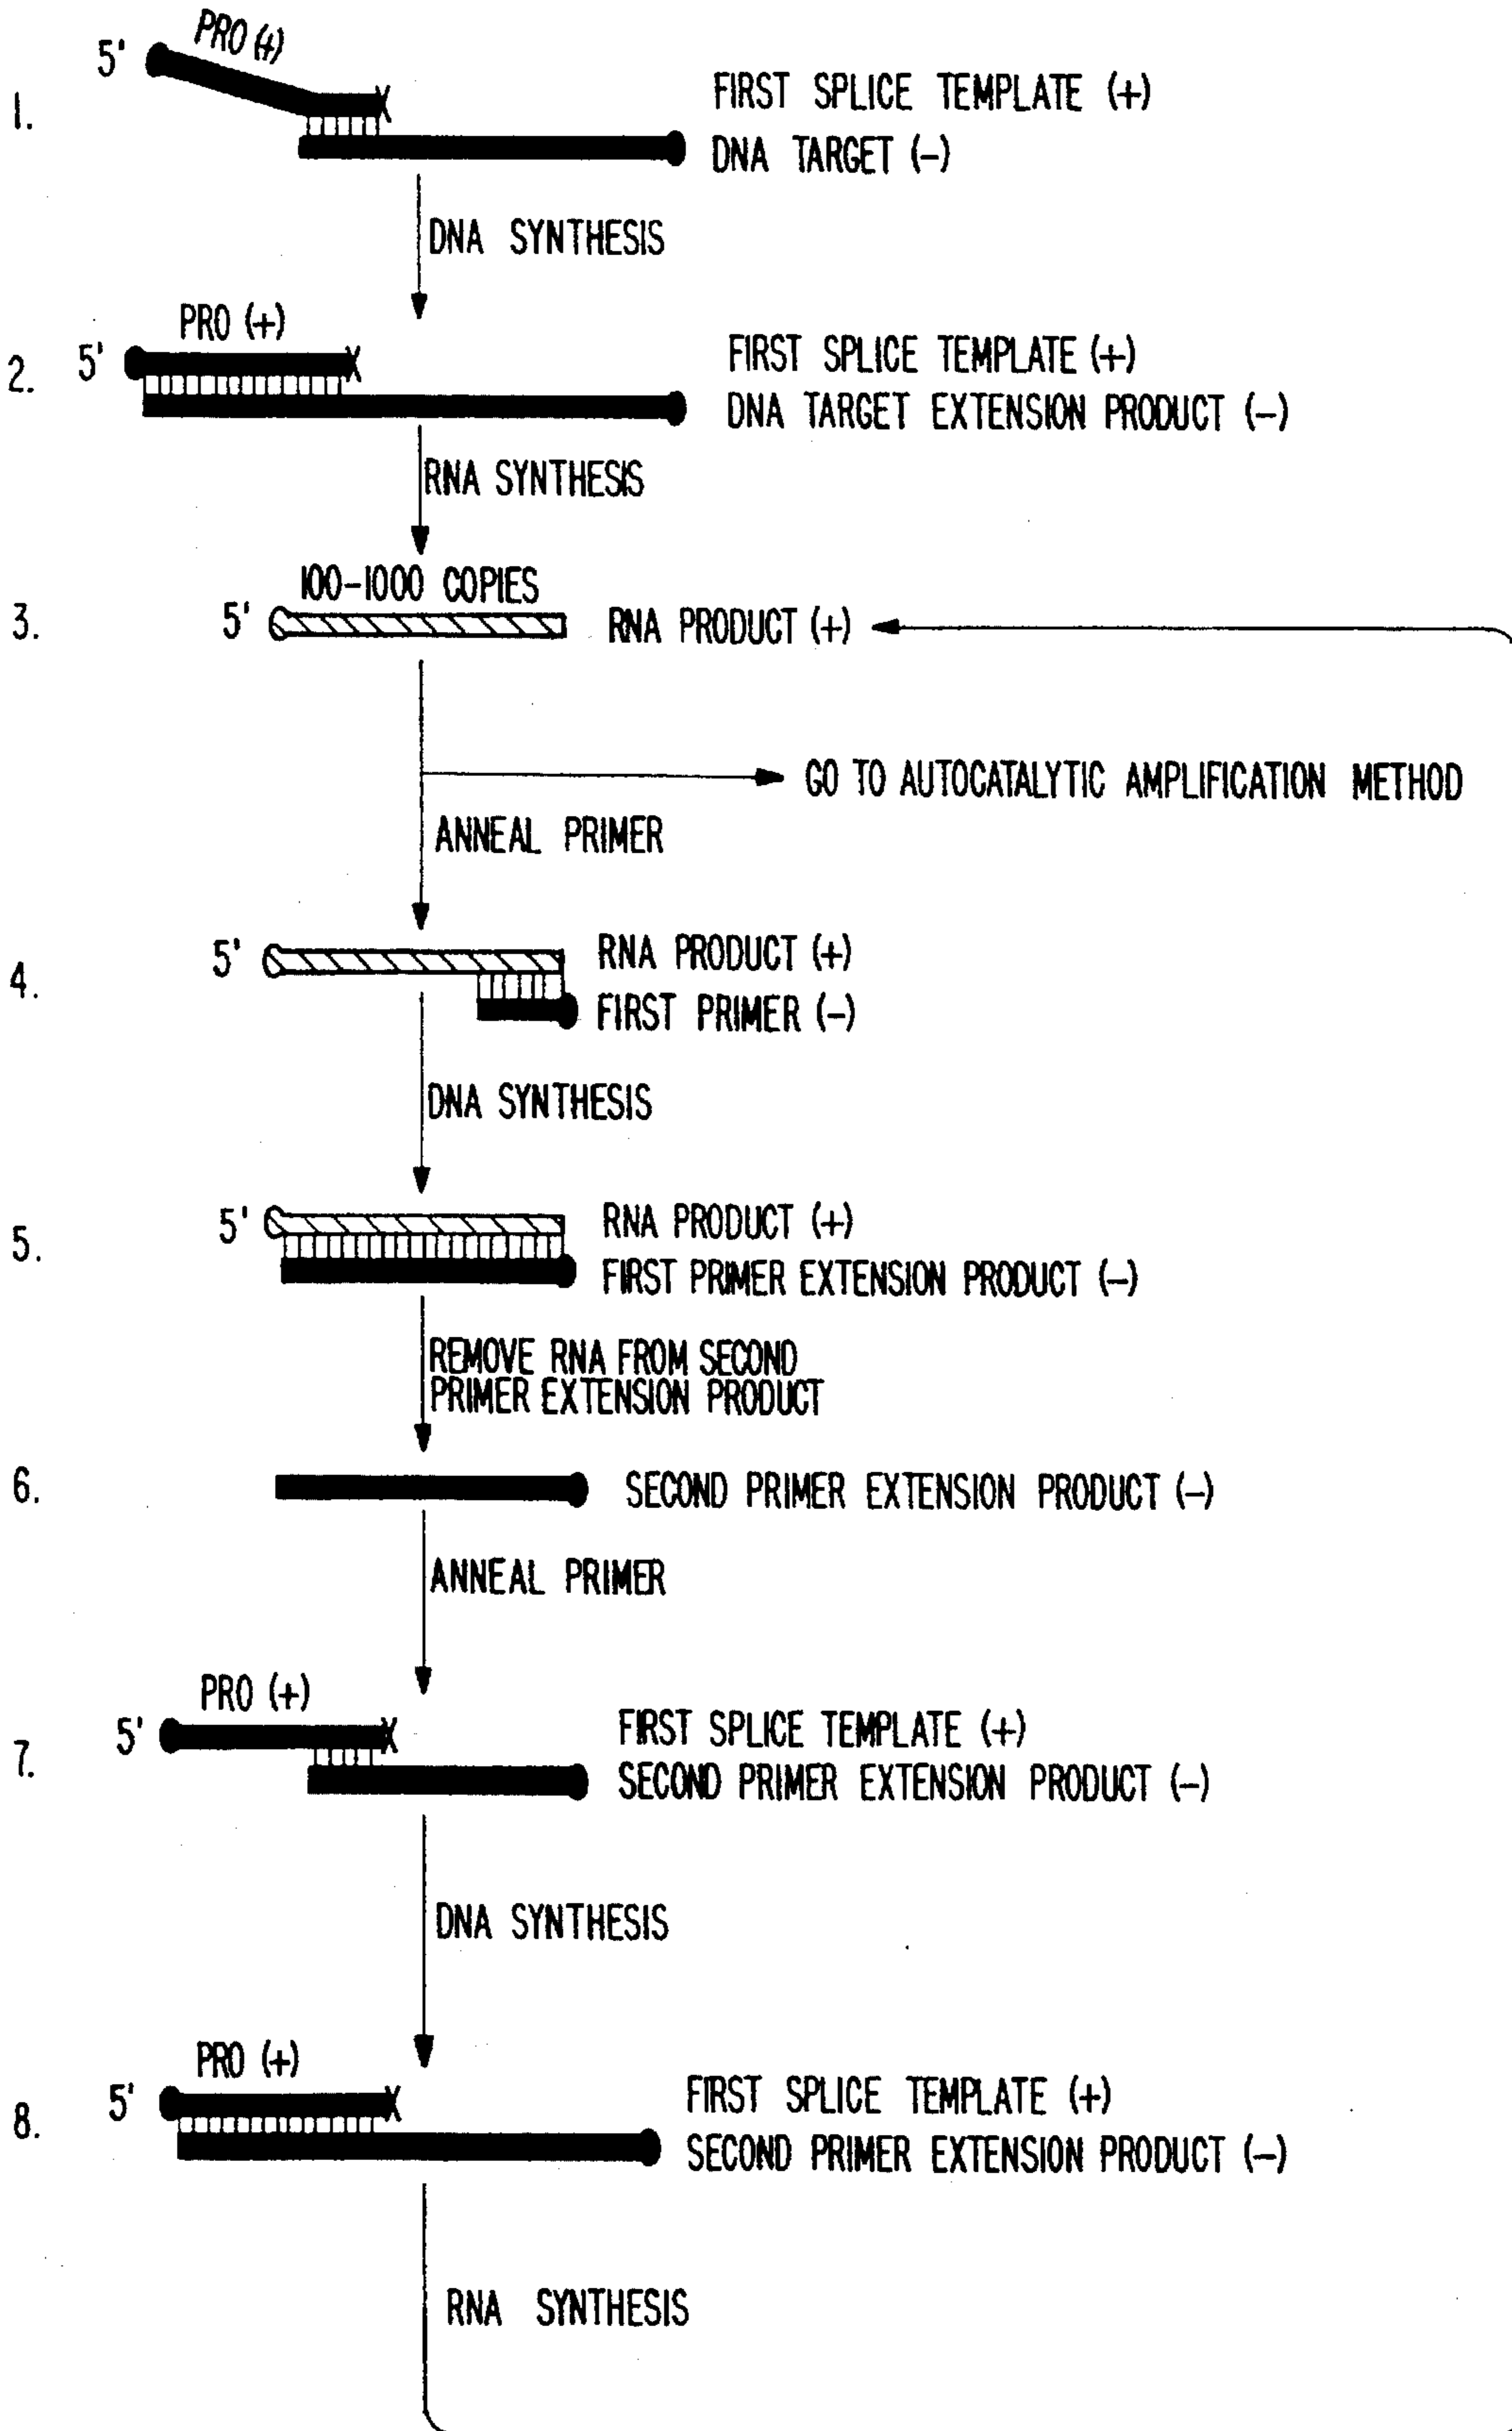 PRO (+)
5'
1.
X
FIRST SPLICE TEMPLATE (+)
DNA TARGET (-)
DNA SYNTHESIS
PRO (+)
2.
5'
X
FIRST SPLICE TEMPLATE (+)
DNA TARGET EXTENSION PRODUCT (-)
RNA SYNTHESIS
100-1000 COPIES
3.
5'
RNA PRODUCT (+)
GO TO AUTOCATALYTIC AMPLIFICATION METHOD
ANNEAL PRIMER
4.
5'
RNA PRODUCT (+)
FIRST PRIMER (-)
DNA SYNTHESIS
5.
5'
RNA PRODUCT (+)
FIRST PRIMER EXTENSION PRODUCT (-)
REMOVE RNA FROM SECOND
PRIMER EXTENSION PRODUCT
6.
SECOND PRIMER EXTENSION PRODUCT (-)
ANNEAL PRIMER
PRO (+)
7.
5'
X
FIRST SPLICE TEMPLATE (+)
SECOND PRIMER EXTENSION PRODUCT (-)
DNA SYNTHESIS
PRO (+)
8.
5'
X
FIRST SPLICE TEMPLATE (+)
SECOND PRIMER EXTENSION PRODUCT (-)
RNA SYNTHESIS